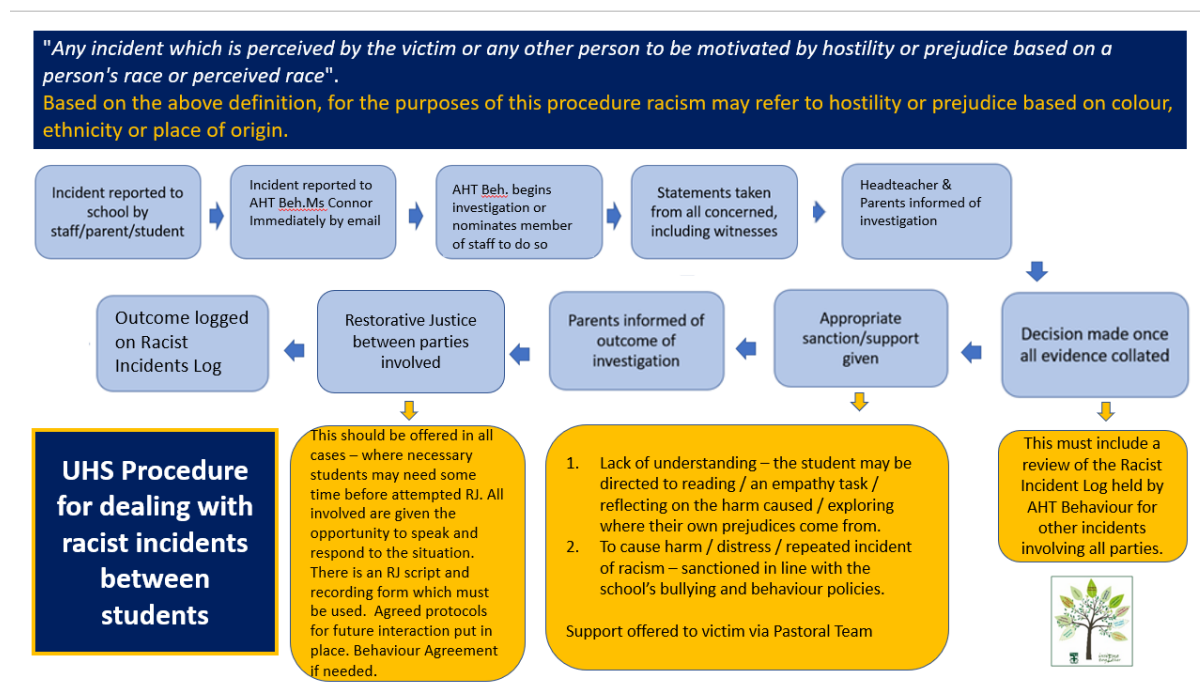 "Any incident which is perceived by the victim or any other person to be motivated by hostility or prejudice based on a
person's race or perceived race".
Based on the above definition, for the purposes of this procedure racism may refer to hostility or prejudice based on colour,
ethnicity or place of origin.
Incident reported to
school by
staff/parent/student
Incident reported to
AHT Beh.Ms Connor
Immediately by email
AHT Beh. begins
investigation or
nominates member
of staff to do so
Statements taken
from all concerned,
including witnesses
Headteacher &
Parents informed of
investigation
Decision made once
all evidence collated
Appropriate
sanction/support
given
Parents informed of
outcome of
investigation
Restorative Justice
between parties
involved
Outcome logged
on Racist
Incidents Log
UHS Procedure
for dealing with
racist incidents
between
students
This should be offered in all
cases – where necessary
students may need some
time before attempted RJ. All
involved are given the
opportunity to speak and
respond to the situation.
There is an RJ script and
recording form which must
be used.  Agreed protocols
for future interaction put in
place. Behaviour Agreement
if needed.
1. Lack of understanding – the student may be
directed to reading / an empathy task /
reflecting on the harm caused / exploring
where their own prejudices come from.
2. To cause harm / distress / repeated incident
of racism – sanctioned in line with the
school's bullying and behaviour policies.
Support offered to victim via Pastoral Team
This must include a
review of the Racist
Incident Log held by
AHT Behaviour for
other incidents
involving all parties.